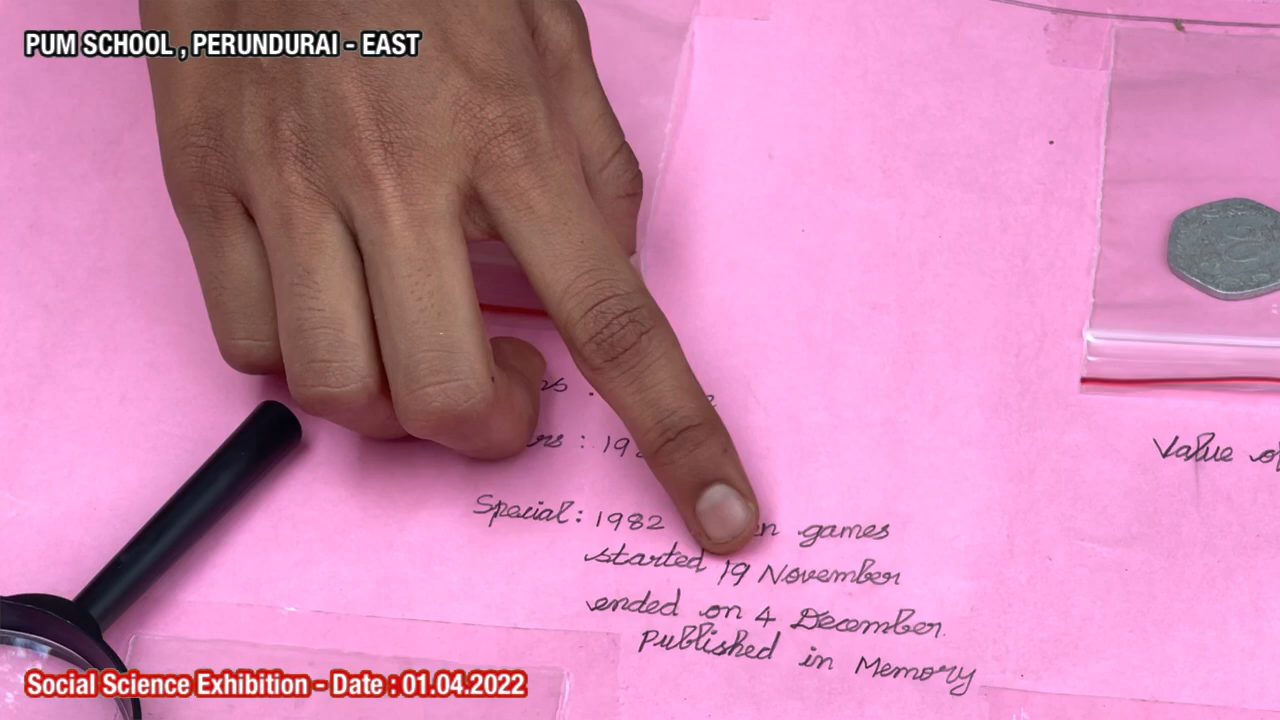 PUM SCHOOL , PERUNDURAI - EAST
Special : 1982 games
started 19 November
ended on 4 December
Published in Memory
Value
Social Science Exhibition - Date : 01.04.2022